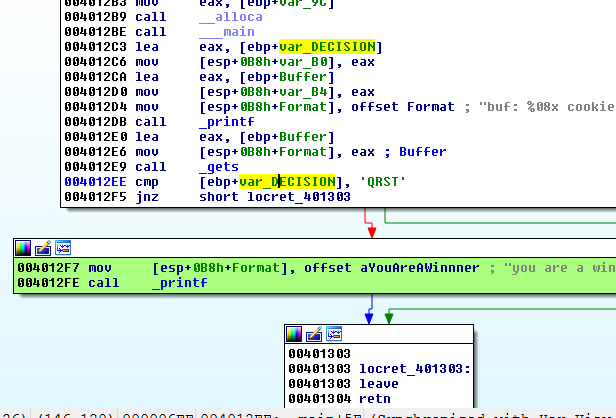 004012B3 mov     eax, [ebp+var_9C]
004012B9 call    __alloca
004012BE call    ___main
004012C3 lea     eax, [ebp+var_DECISION]
004012C6 mov     [esp+0B8h+var_B0], eax
004012CA lea     eax, [ebp+Buffer]
004012D0 mov     [esp+0B8h+var_B4], eax
004012D4 mov     [esp+0B8h+Format], offset Format ; "buf: %08x cookie
004012DB call    _printf
004012E0 lea     eax, [ebp+Buffer]
004012E6 mov     [esp+0B8h+Format], eax ; Buffer
004012E9 call    _gets
004012EE cmp     [ebp+var_DECISION], 'QRST'
004012F5 jnz     short locret_401303
004012F7 mov     [esp+0B8h+Format], offset aYouAreAWinnner ; "you are a win
004012FE call    _printf
00401303
00401303 locret_401303:
00401303 leave
00401304 retn